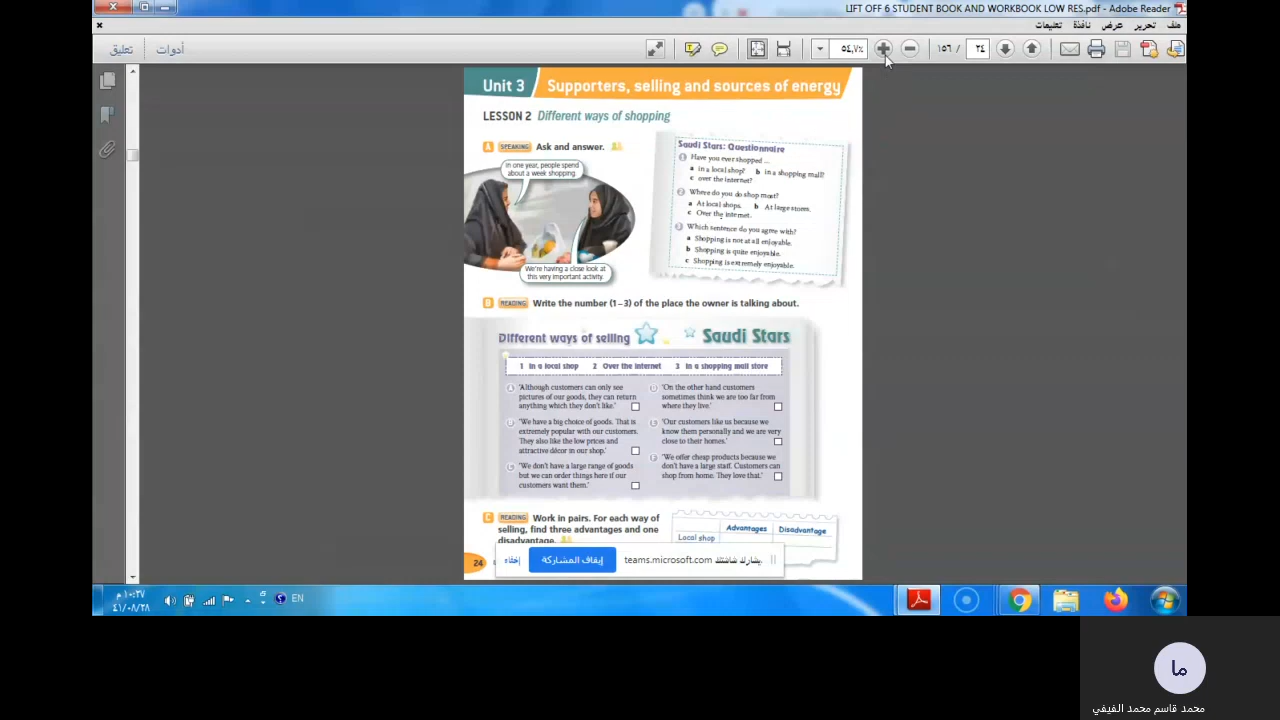 LIFT OFF 6 STUDENT BOOK AND WORKBOOK LOW RES.pdf - Adobe Reader
ملف تحرير عرض نافذة تعليمات
تعليق أدوات ٥٤,٧٪ ١٥٦ / ٢٤
Unit 3 Supporters, selling and sources of energy
LESSON 2 Different ways of shopping
A SPEAKING Ask and answer.
In one year, people spend
about a week shopping.
We're having a close look at
this very important activity.
Saudi Stars: Questionnaire
1 Have you ever shopped ...
a in a local shop? b in a shopping mall?
c over the internet?
2 Where do you do shop most?
a At local shops. b At large stores.
c Over the internet.
3 Which sentence do you agree with?
a Shopping is not at all enjoyable.
b Shopping is quite enjoyable.
c Shopping is extremely enjoyable.
B READING Write the number (1–3) of the place the owner is talking about.
Different ways of selling Saudi Stars
1 In a local shop 2 Over the internet 3 In a shopping mall store
'Although customers can only see
pictures of our goods, they can return
anything which they don't like.'
'We have a big choice of goods. That is
extremely popular with our customers.
They also like the low prices and
attractive décor in our shop.'
'We don't have a large range of goods
but we can order things here if our
customers want them.'
'On the other hand customers
sometimes think we are too far from
where they live.'
'Our customers like us because we
know them personally and we are very
close to their homes.'
'We offer cheap products because we
don't have a large staff. Customers can
shop from home. They love that.'
C READING Work in pairs. For each way of
selling, find three advantages and one
disadvantage.
Advantages Disadvantage
Local shop
24
إخفاء إيقاف المشاركة teams.microsoft.com يشارك شاشتك.
١٠:٢٧ م
٤١/٠٨/٢٨
EN
ما
محمد قاسم محمد الفيفي